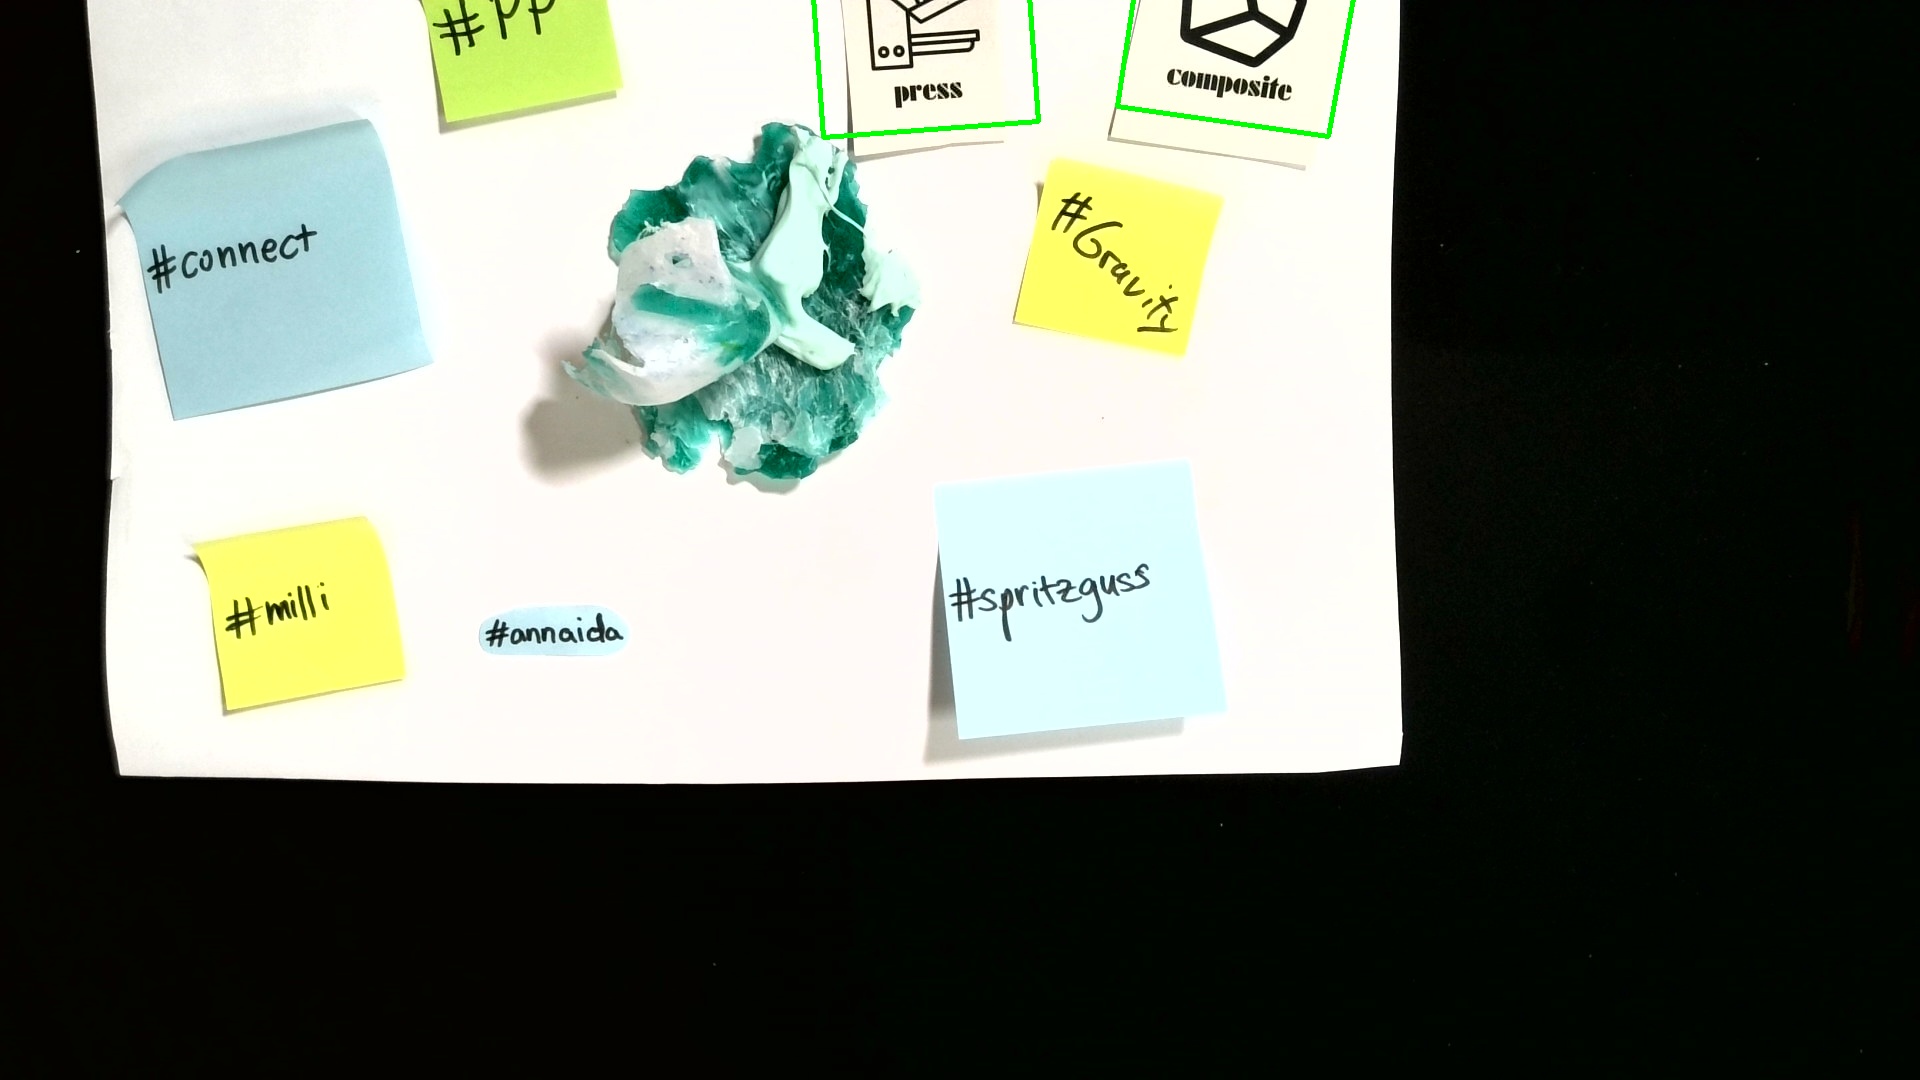 #PP
press
composite
#connect
#Gravity
#milli
#annaida
#spritzguss